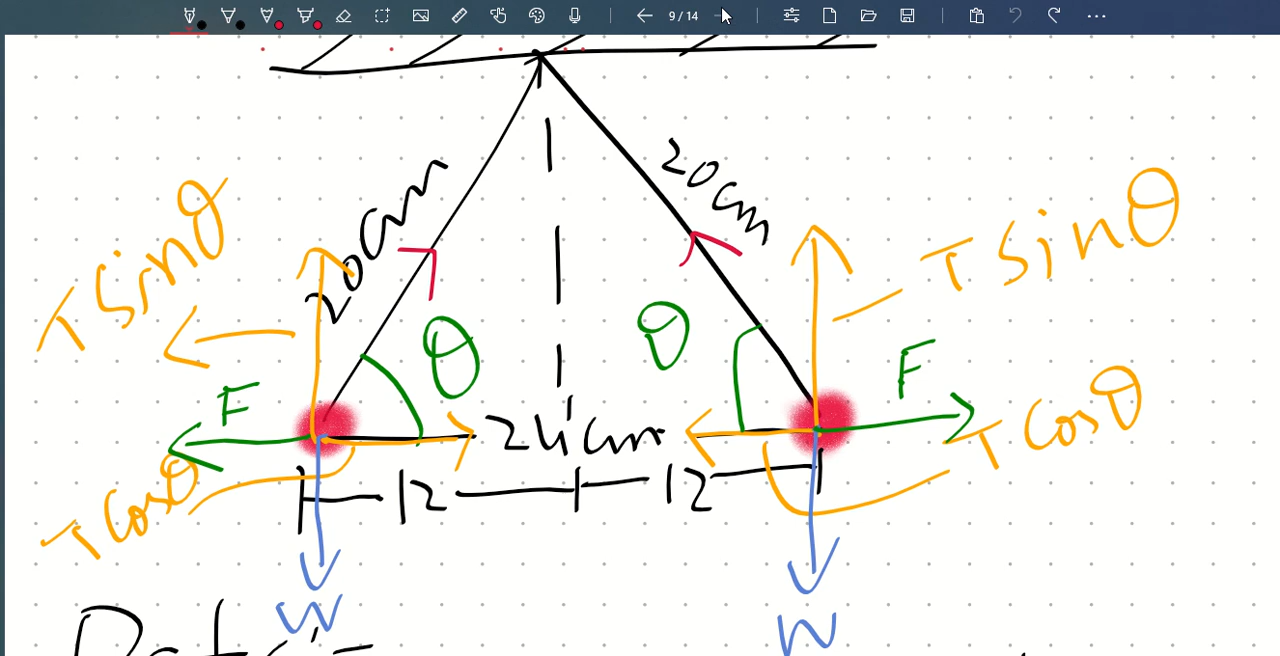 9 / 14
20cm
20cm
T Sinθ
T Sinθ
θ
θ
F
F
24cm
T Cosθ
T Cosθ
12
12
W
W